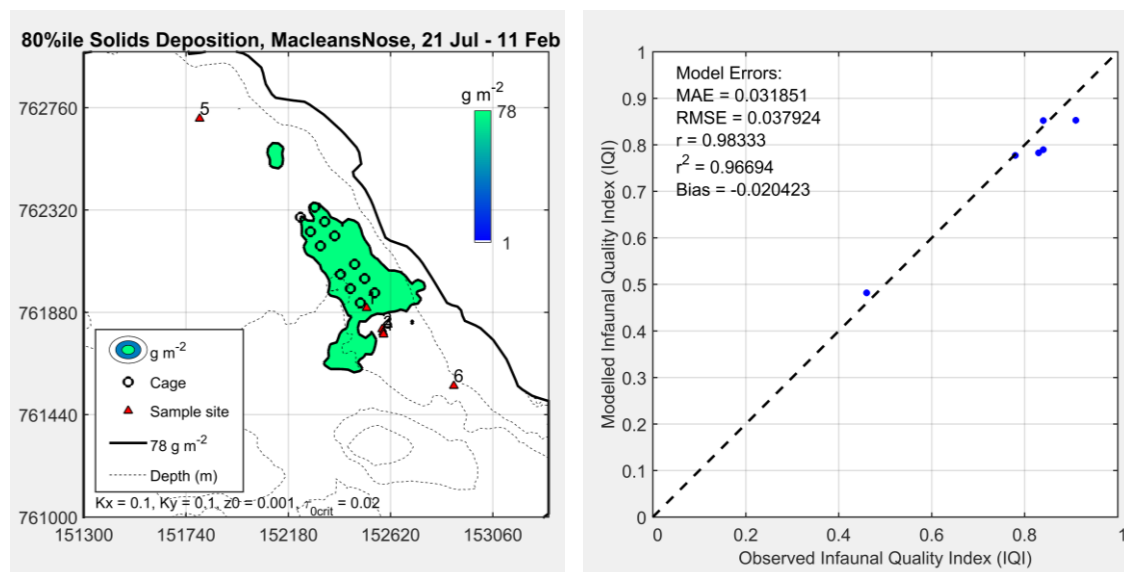 80%ile Solids Deposition, MacleansNose, 21 Jul - 11 Feb
g m-2
78
1
762760
762320
761880
761440
761000
151300 151740 152180 152620 153060
5
1
6
g m-2
Cage
Sample site
78 g m-2
Depth (m)
Kx = 0.1, Ky = 0.1, z0 = 0.001, τ0crit = 0.02
Model Errors:
MAE = 0.031851
RMSE = 0.037924
r = 0.98333
r2 = 0.96694
Bias = -0.020423
Modelled Infaunal Quality Index (IQI)
1
0.9
0.8
0.7
0.6
0.5
0.4
0.3
0.2
0.1
0
0 0.2 0.4 0.6 0.8 1
Observed Infaunal Quality Index (IQI)